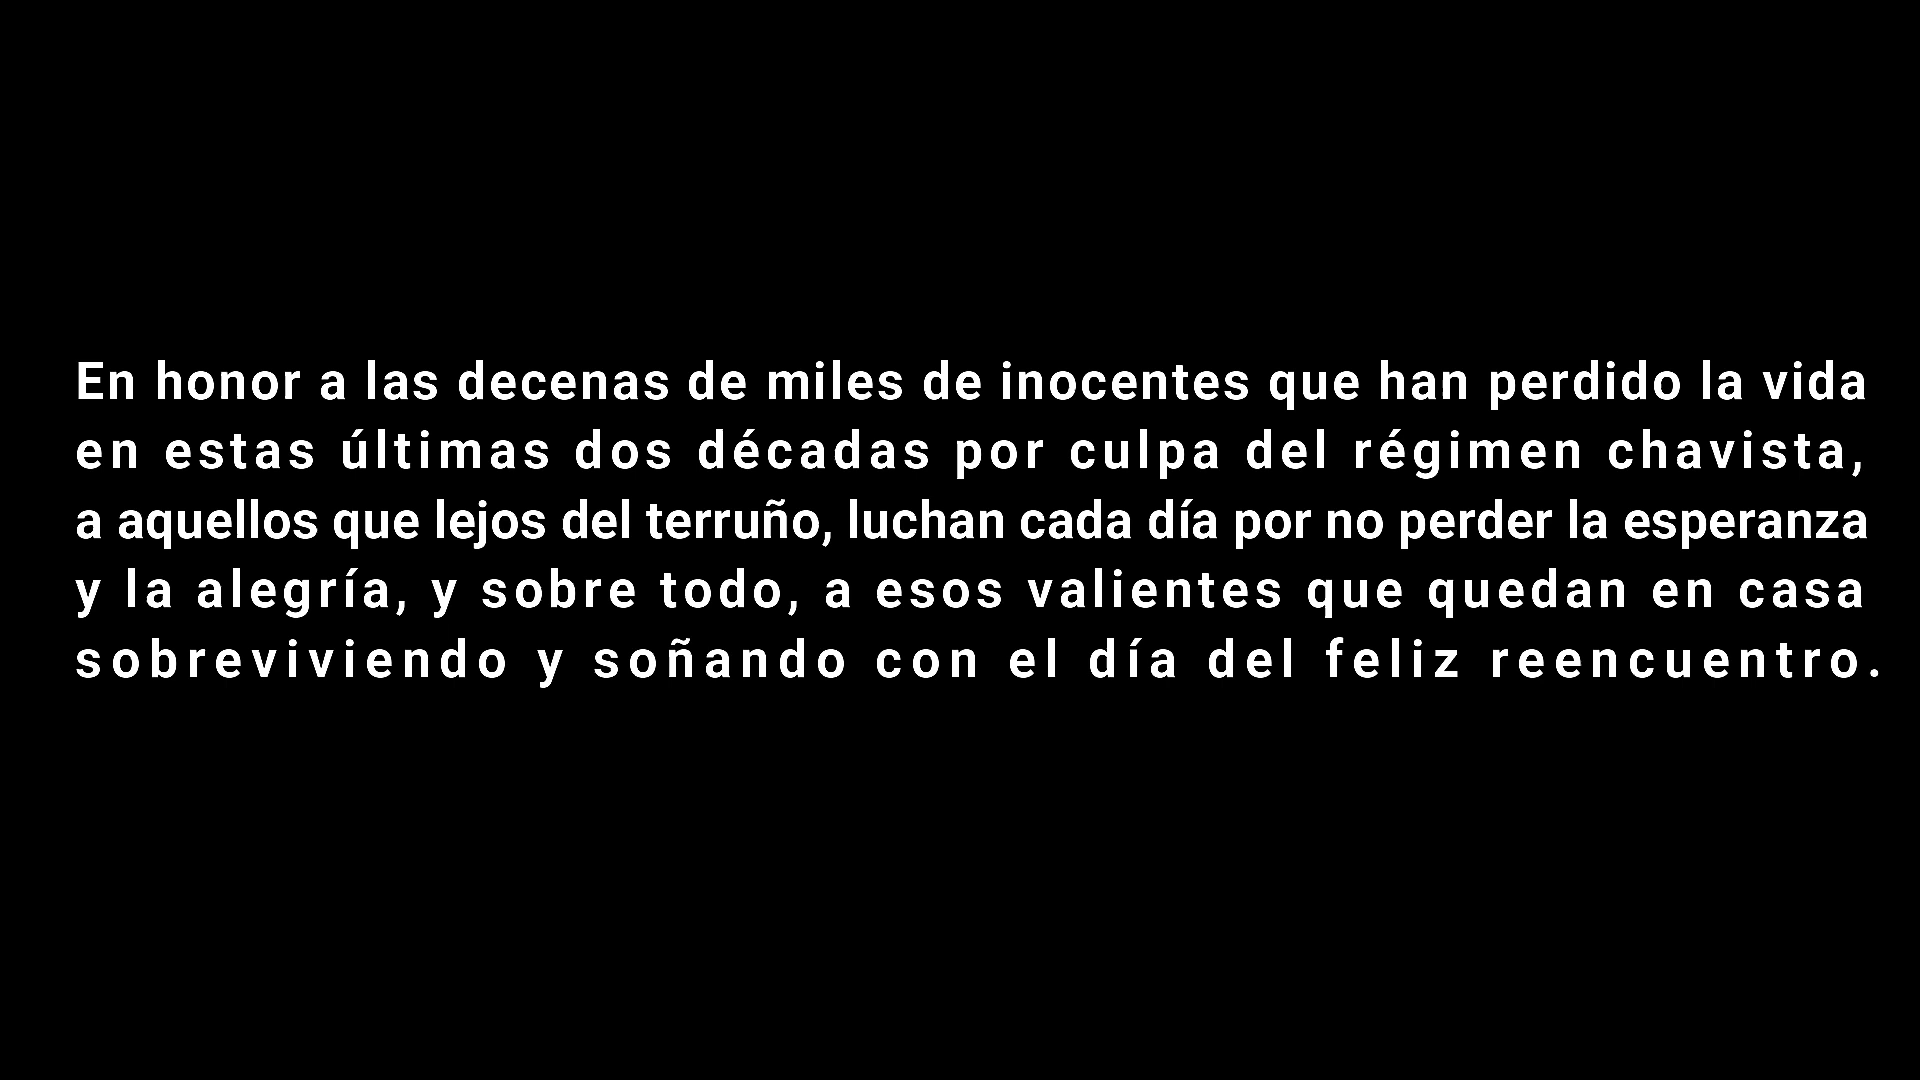 En honor a las decenas de miles de inocentes que han perdido la vida
en estas últimas dos décadas por culpa del régimen chavista,
a aquellos que lejos del terruño, luchan cada día por no perder la esperanza
y la alegría, y sobre todo, a esos valientes que quedan en casa
sobreviviendo y soñando con el día del feliz reencuentro.